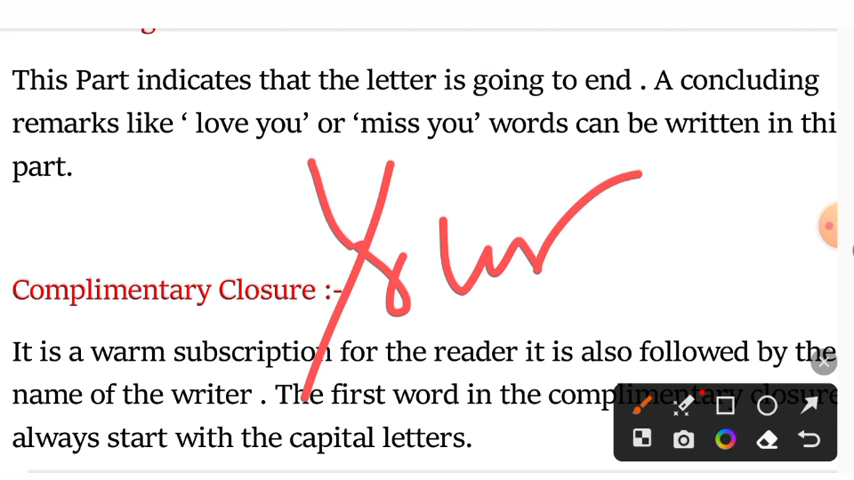 This Part indicates that the letter is going to end . A concluding
remarks like ‘ love you’ or ‘miss you’ words can be written in thi
part.
Complimentary Closure :-
It is a warm subscription for the reader it is also followed by the
name of the writer . The first word in the complimentary closure
always start with the capital letters.